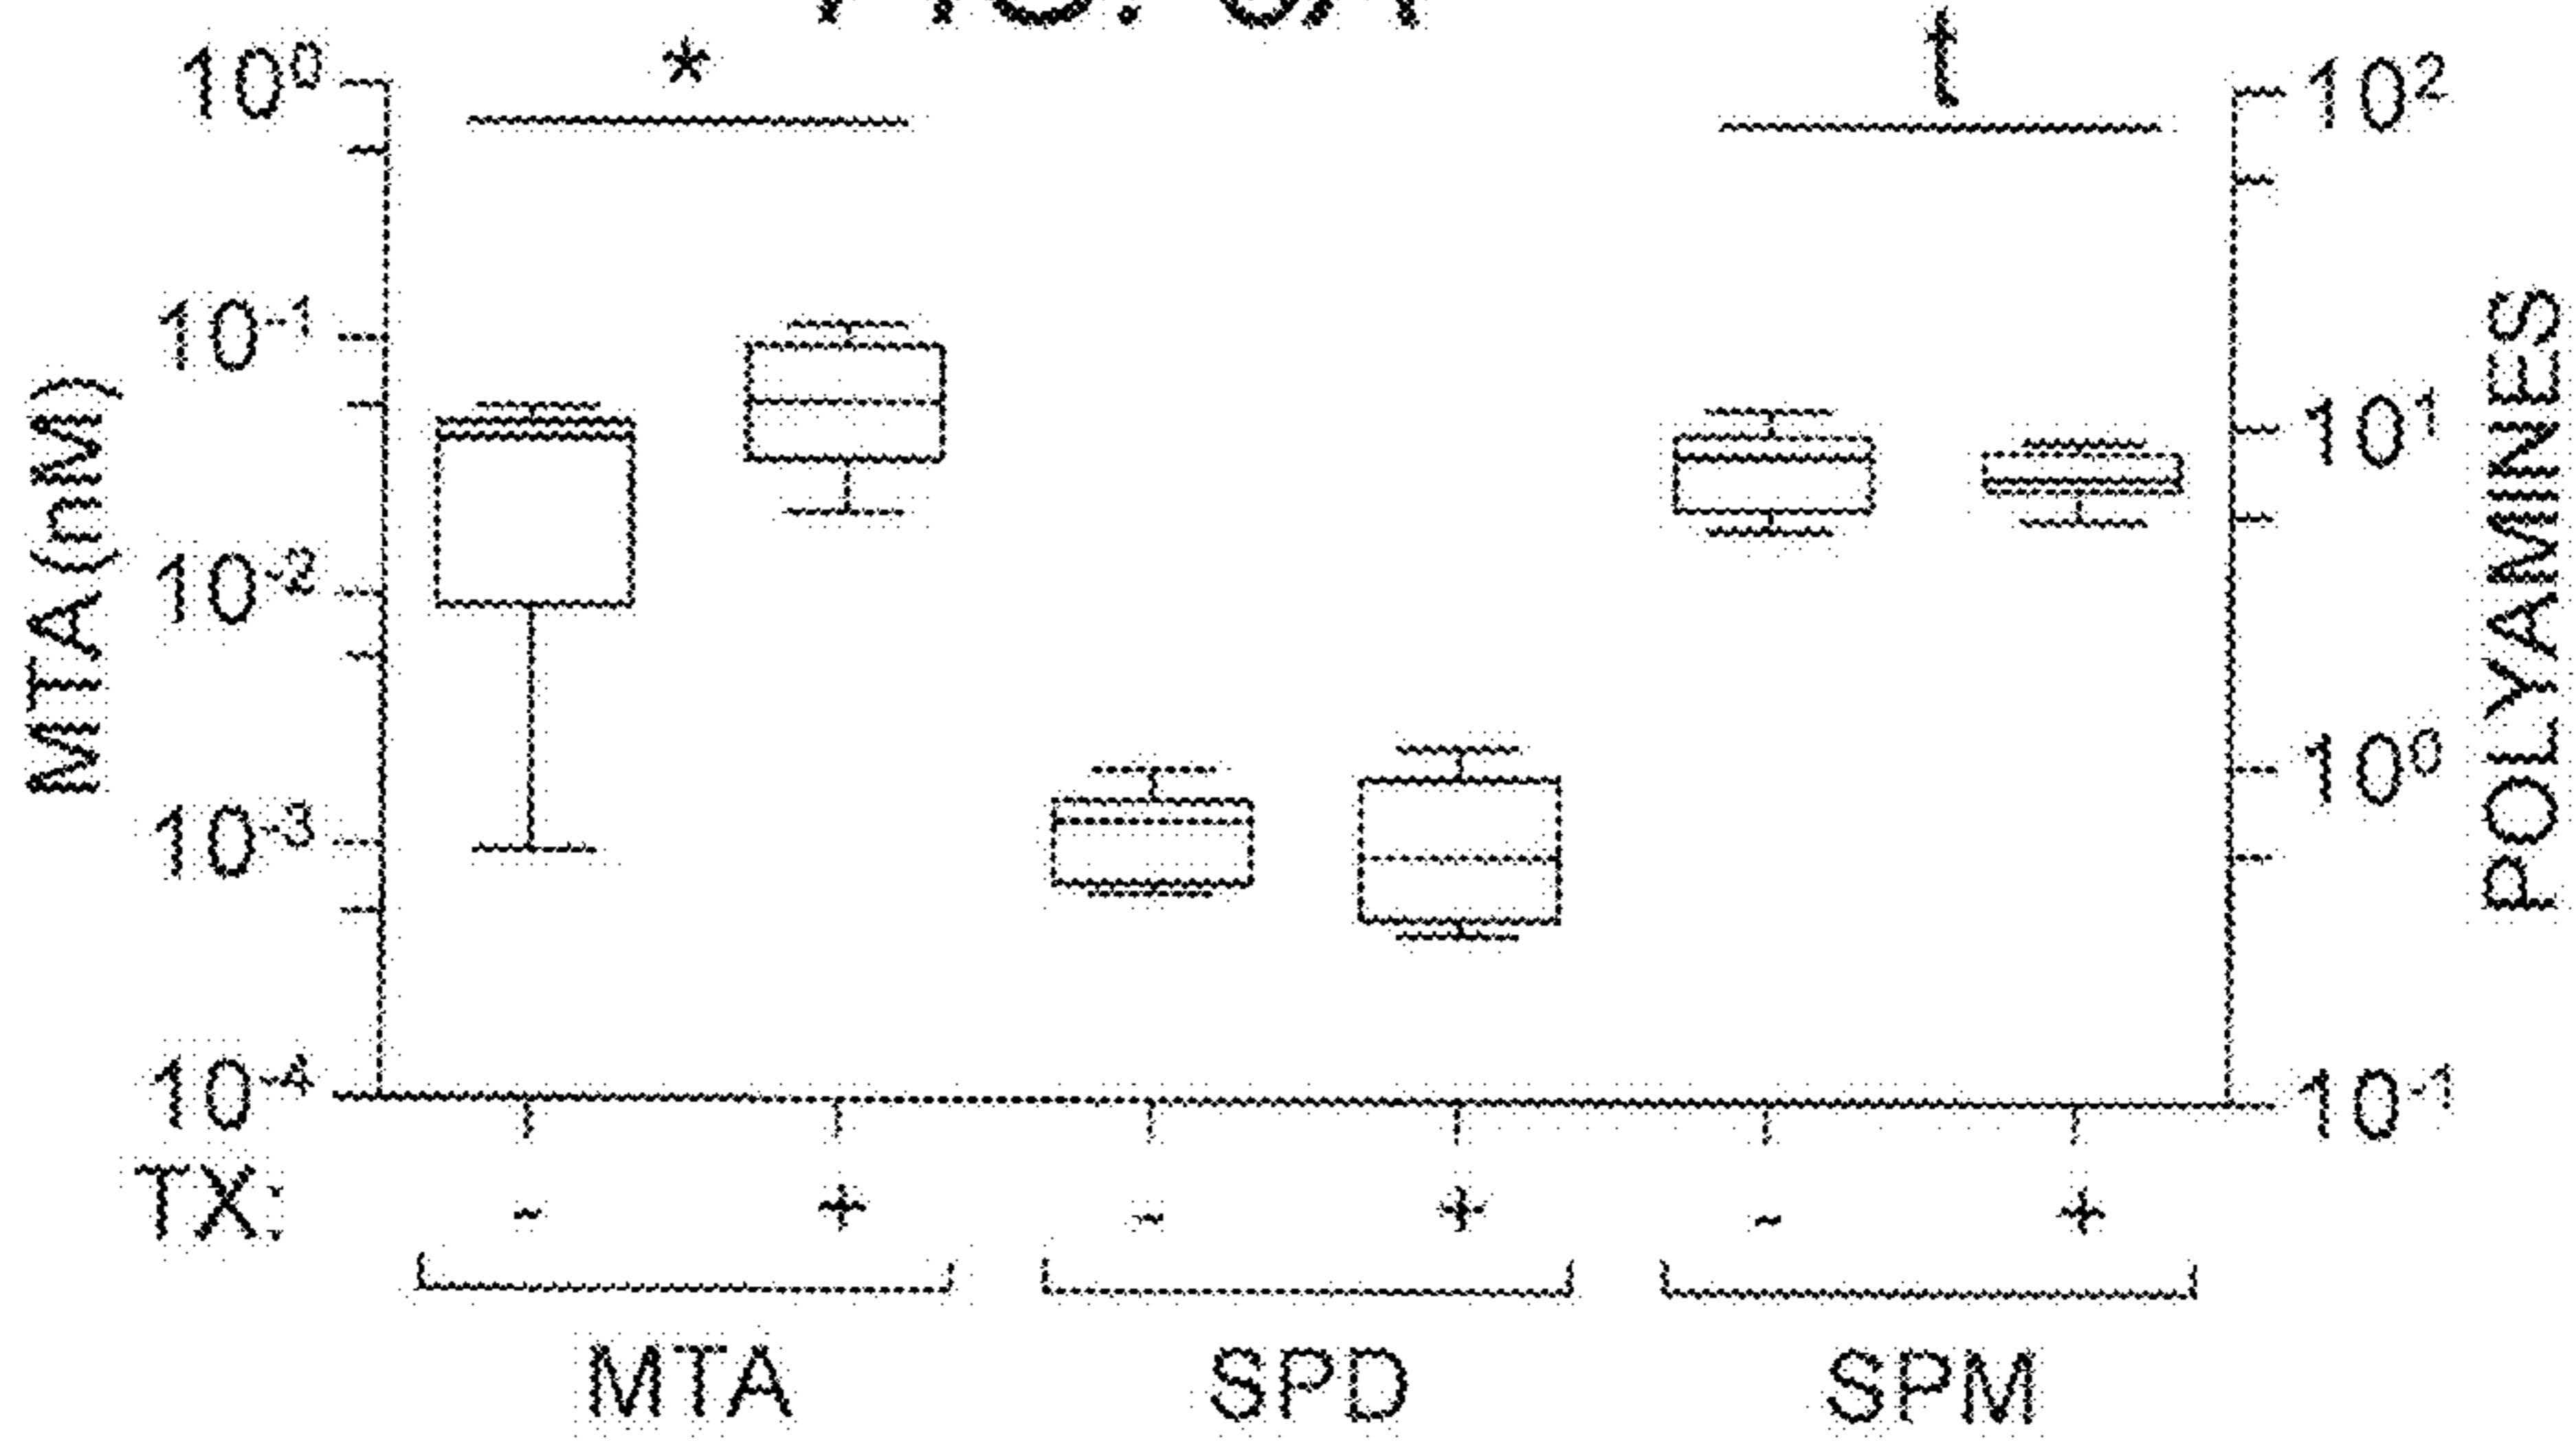 *
†
10⁰
10⁻¹
10⁻²
10⁻³
10⁻⁴
MTA (nM)
10²
10¹
10⁰
10⁻¹
POLYAMINES
TX: - + - + - +
MTA SPD SPM